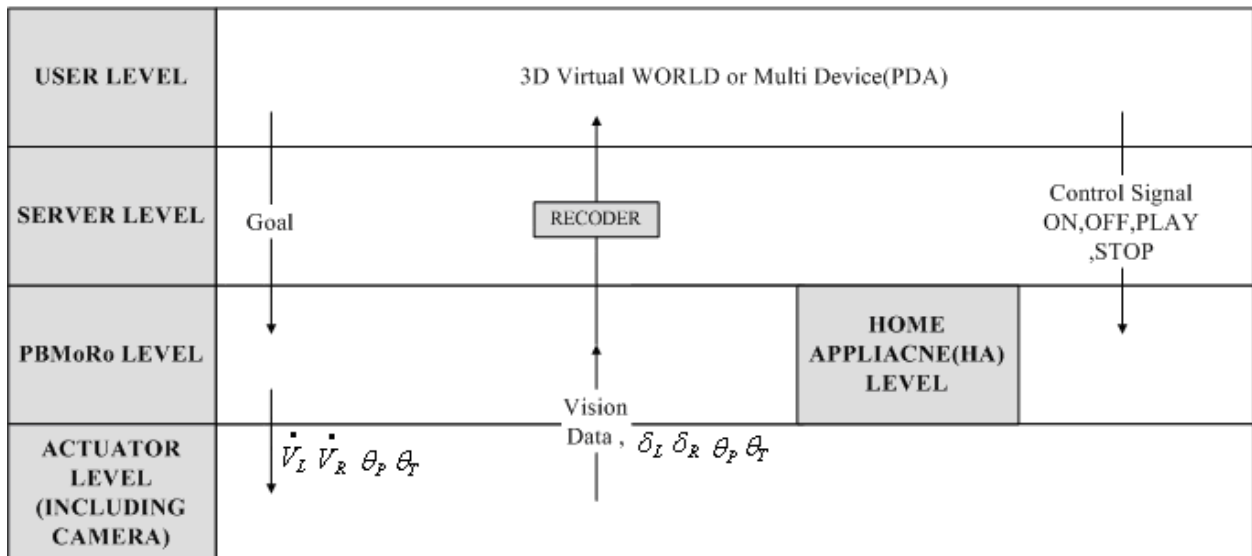 USER LEVEL
3D Virtual WORLD or Multi Device(PDA)
SERVER LEVEL
Goal
RECODER
Control Signal
ON,OFF,PLAY
,STOP
PBMoRo LEVEL
HOME
APPLIACNE(HA)
LEVEL
Vision
Data ,
δ_L δ_R θ_P θ_T
ACTUATOR
LEVEL
(INCLUDING
CAMERA)
V̇_L V̇_R θ_P θ_T